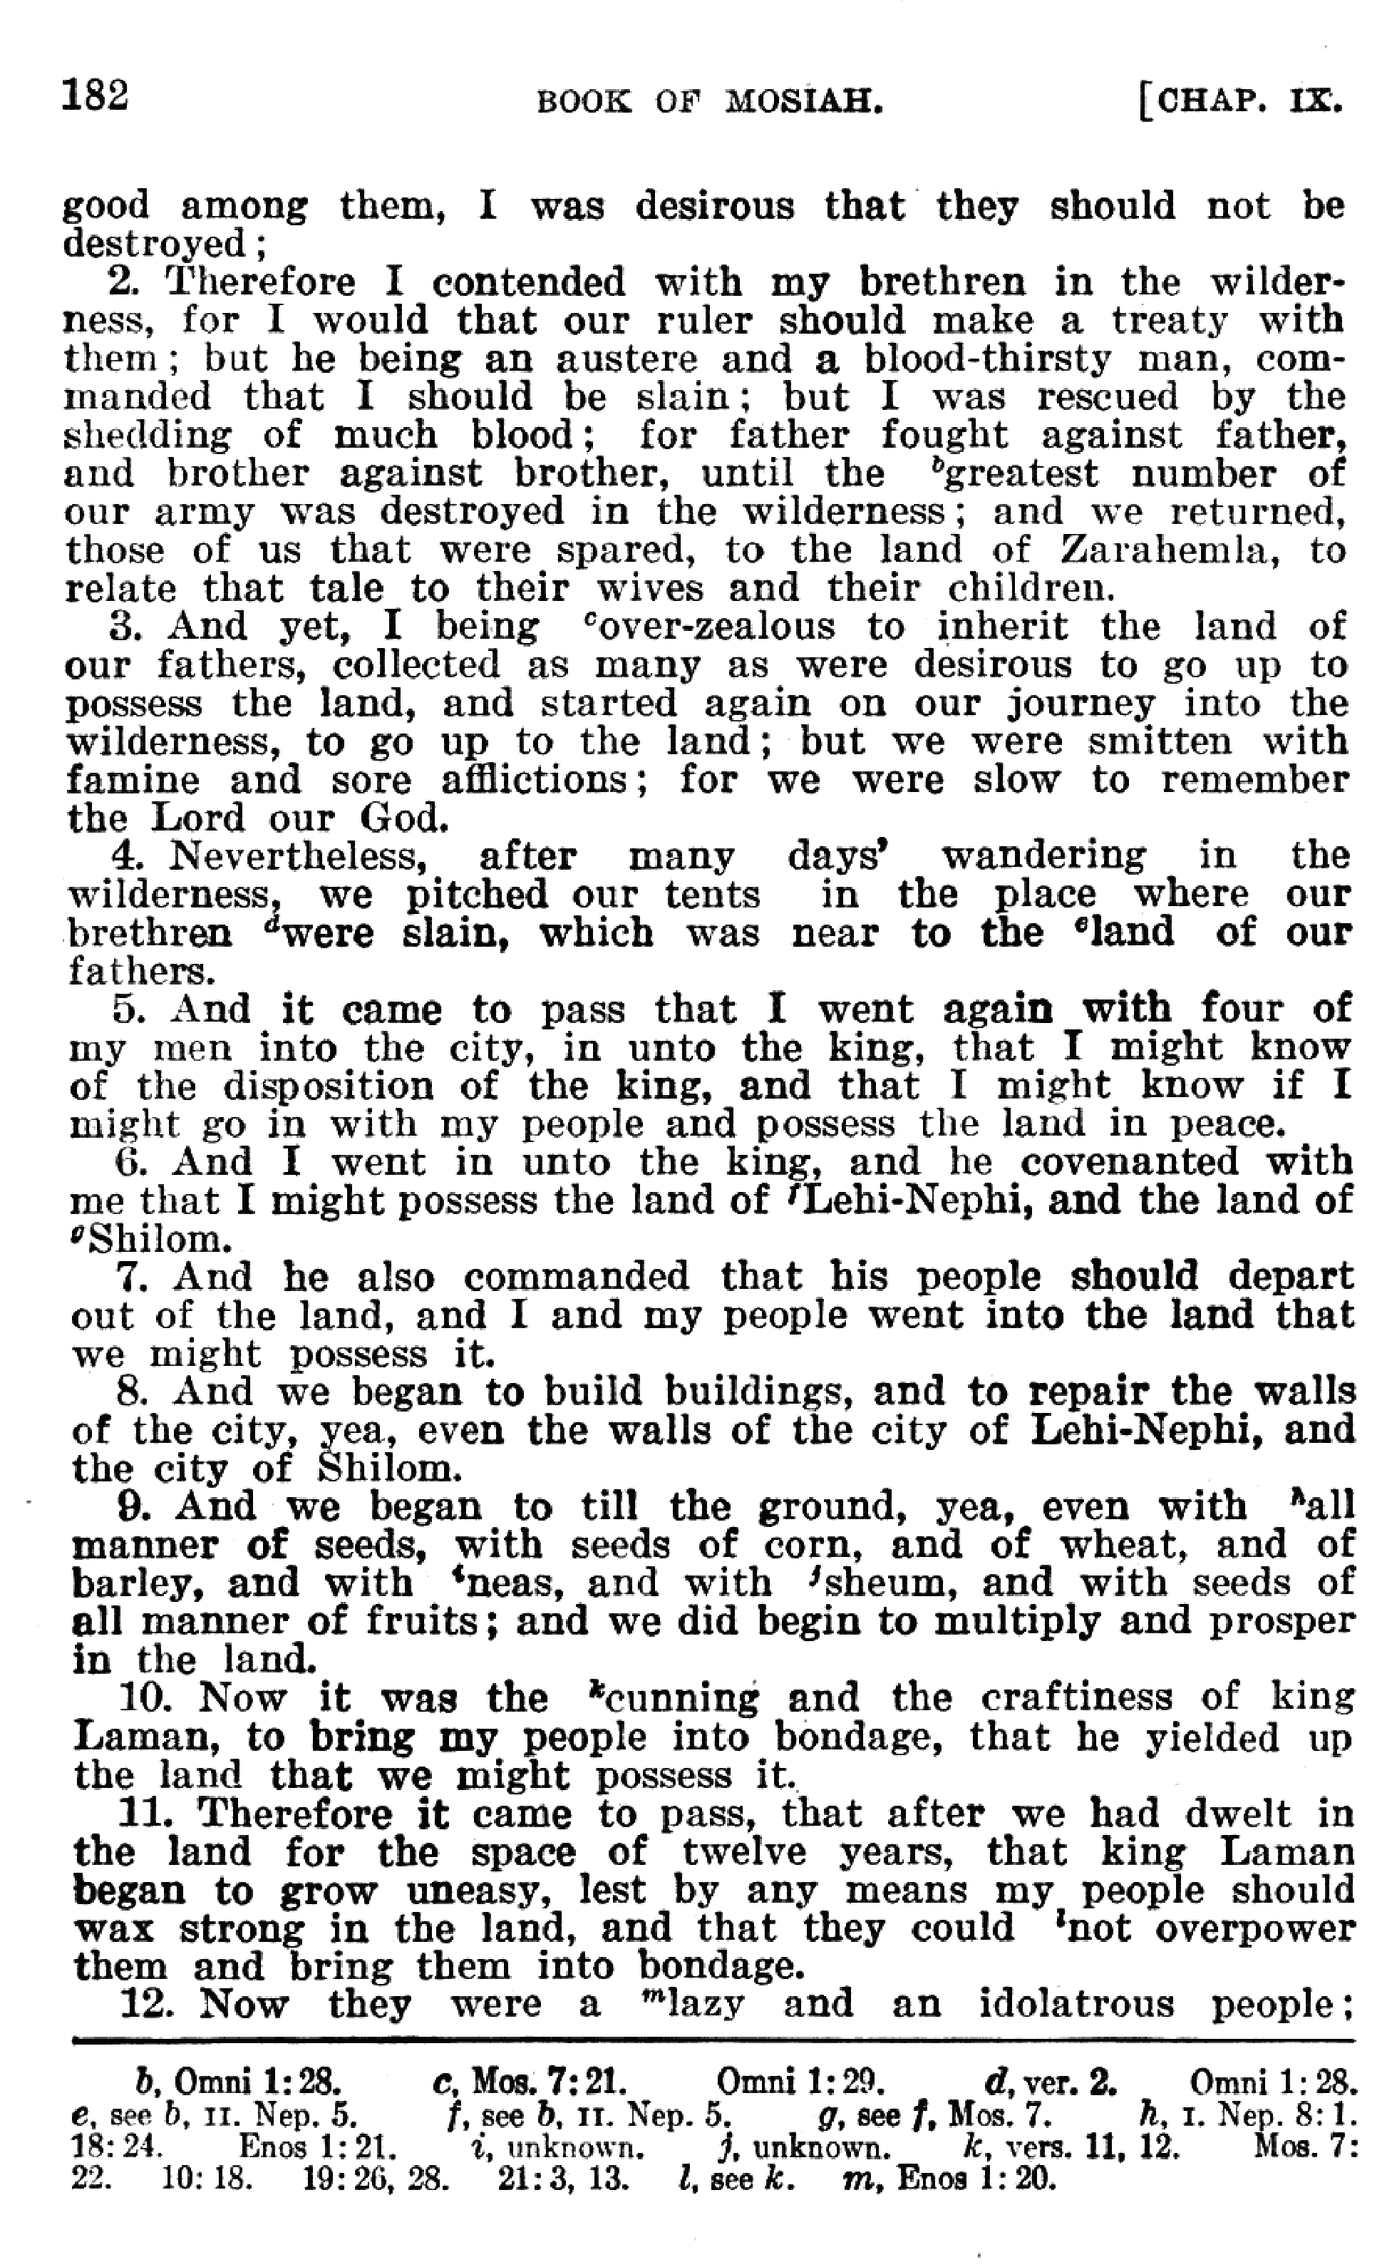 182 BOOK OF MOSIAH. [CHAP. IX.
good among them, I was desirous that they should not be
destroyed;
2. Therefore I contended with my brethren in the wilder-
ness, for I would that our ruler should make a treaty with
them; but he being an austere and a blood-thirsty man, com-
manded that I should be slain; but I was rescued by the
shedding of much blood; for father fought against father,
and brother against brother, until the ᵇgreatest number of
our army was destroyed in the wilderness; and we returned,
those of us that were spared, to the land of Zarahemla, to
relate that tale to their wives and their children.
3. And yet, I being ᶜover-zealous to inherit the land of
our fathers, collected as many as were desirous to go up to
possess the land, and started again on our journey into the
wilderness, to go up to the land; but we were smitten with
famine and sore afflictions; for we were slow to remember
the Lord our God.
4. Nevertheless, after many days' wandering in the
wilderness, we pitched our tents in the place where our
brethren ᵈwere slain, which was near to the ᵉland of our
fathers.
5. And it came to pass that I went again with four of
my men into the city, in unto the king, that I might know
of the disposition of the king, and that I might know if I
might go in with my people and possess the land in peace.
6. And I went in unto the king, and he covenanted with
me that I might possess the land of ᶠLehi-Nephi, and the land of
ᵍShilom.
7. And he also commanded that his people should depart
out of the land, and I and my people went into the land that
we might possess it.
8. And we began to build buildings, and to repair the walls
of the city, yea, even the walls of the city of Lehi-Nephi, and
the city of Shilom.
9. And we began to till the ground, yea, even with ʰall
manner of seeds, with seeds of corn, and of wheat, and of
barley, and with ⁱneas, and with ʲsheum, and with seeds of
all manner of fruits; and we did begin to multiply and prosper
in the land.
10. Now it was the ᵏcunning and the craftiness of king
Laman, to bring my people into bondage, that he yielded up
the land that we might possess it.
11. Therefore it came to pass, that after we had dwelt in
the land for the space of twelve years, that king Laman
began to grow uneasy, lest by any means my people should
wax strong in the land, and that they could ˡnot overpower
them and bring them into bondage.
12. Now they were a ᵐlazy and an idolatrous people;
b, Omni 1:28. c, Mos. 7:21. Omni 1:29. d, ver. 2. Omni 1:28.
e, see b, II. Nep. 5. f, see b, II. Nep. 5. g, see f, Mos. 7. h, I. Nep. 8:1.
18:24. Enos 1:21. i, unknown. j, unknown. k, vers. 11, 12. Mos. 7:
22. 10:18. 19:26, 28. 21:3, 13. l, see k. m, Enos 1:20.